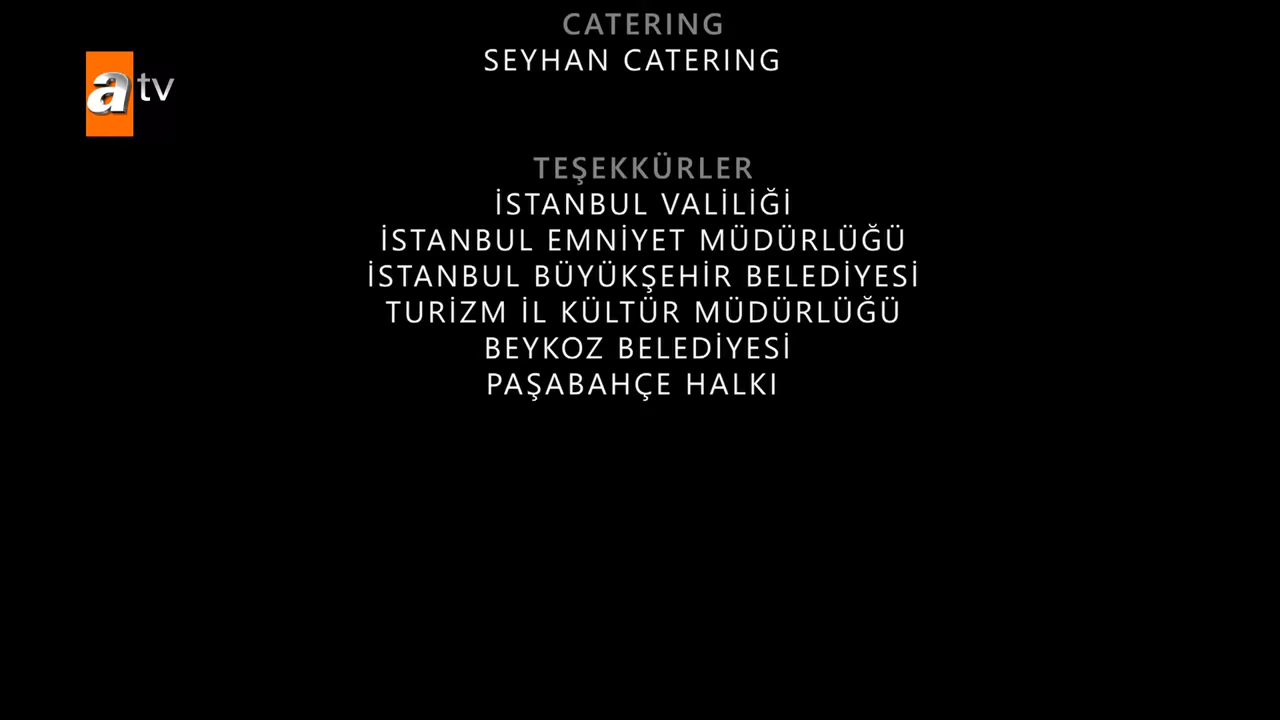 CATERING
SEYHAN CATERING
atv
TEŞEKKÜRLER
İSTANBUL VALİLİĞİ
İSTANBUL EMNİYET MÜDÜRLÜĞÜ
İSTANBUL BÜYÜKŞEHİR BELEDİYESİ
TURİZM İL KÜLTÜR MÜDÜRLÜĞÜ
BEYKOZ BELEDİYESİ
PAŞABAHÇE HALKI